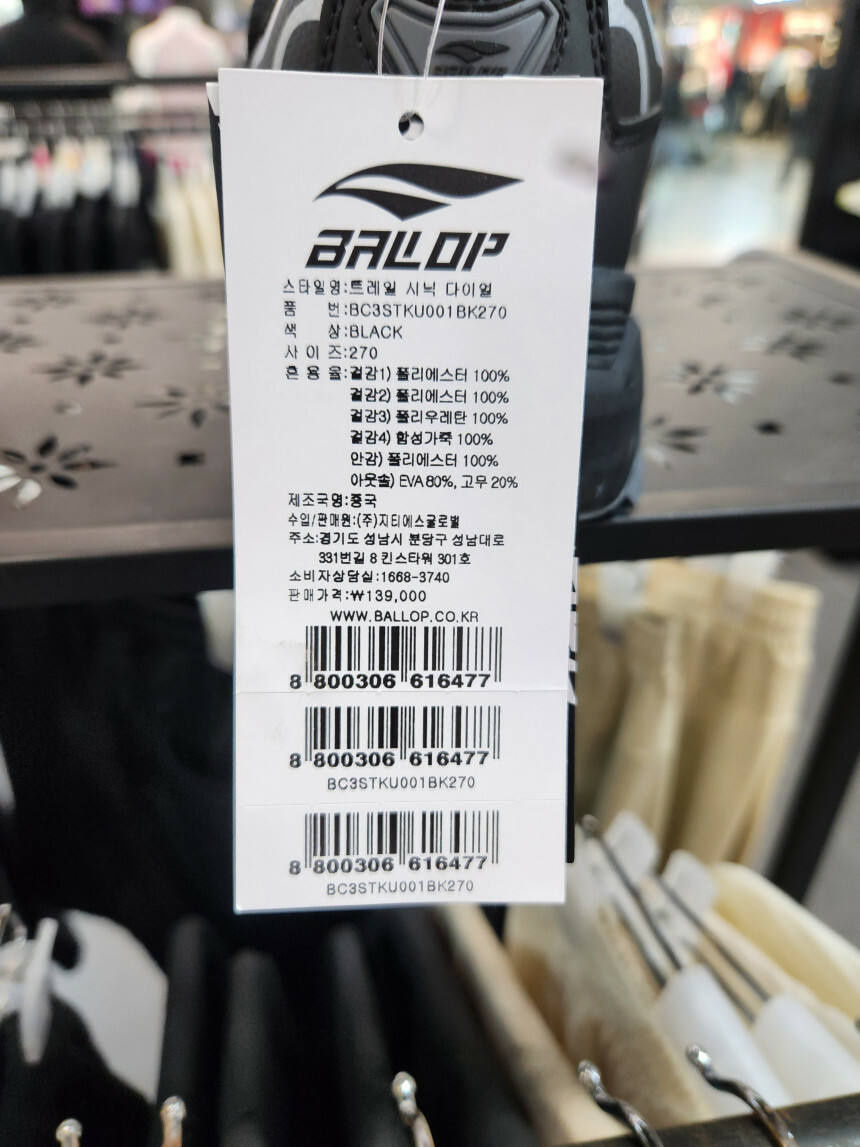 BALLOP
스타일명:트레일 시닉 다이얼
품 번:BC3STKU001BK270
색 상:BLACK
사 이 즈:270
혼 용 율:겉감1) 폴리에스터 100%
겉감2) 폴리에스터 100%
겉감3) 폴리우레탄 100%
겉감4) 합성가죽 100%
안감) 폴리에스터 100%
아웃솔) EVA 80%, 고무 20%
제조국명:중국
수입/판매원:(주)지티에스글로벌
주소:경기도 성남시 분당구 성남대로
331번길 8 킨스타워 301호
소비자상담실:1668-3740
판매가격:₩139,000
WWW.BALLOP.CO.KR
8 800306 616477
8 800306 616477
BC3STKU001BK270
8 800306 616477
BC3STKU001BK270